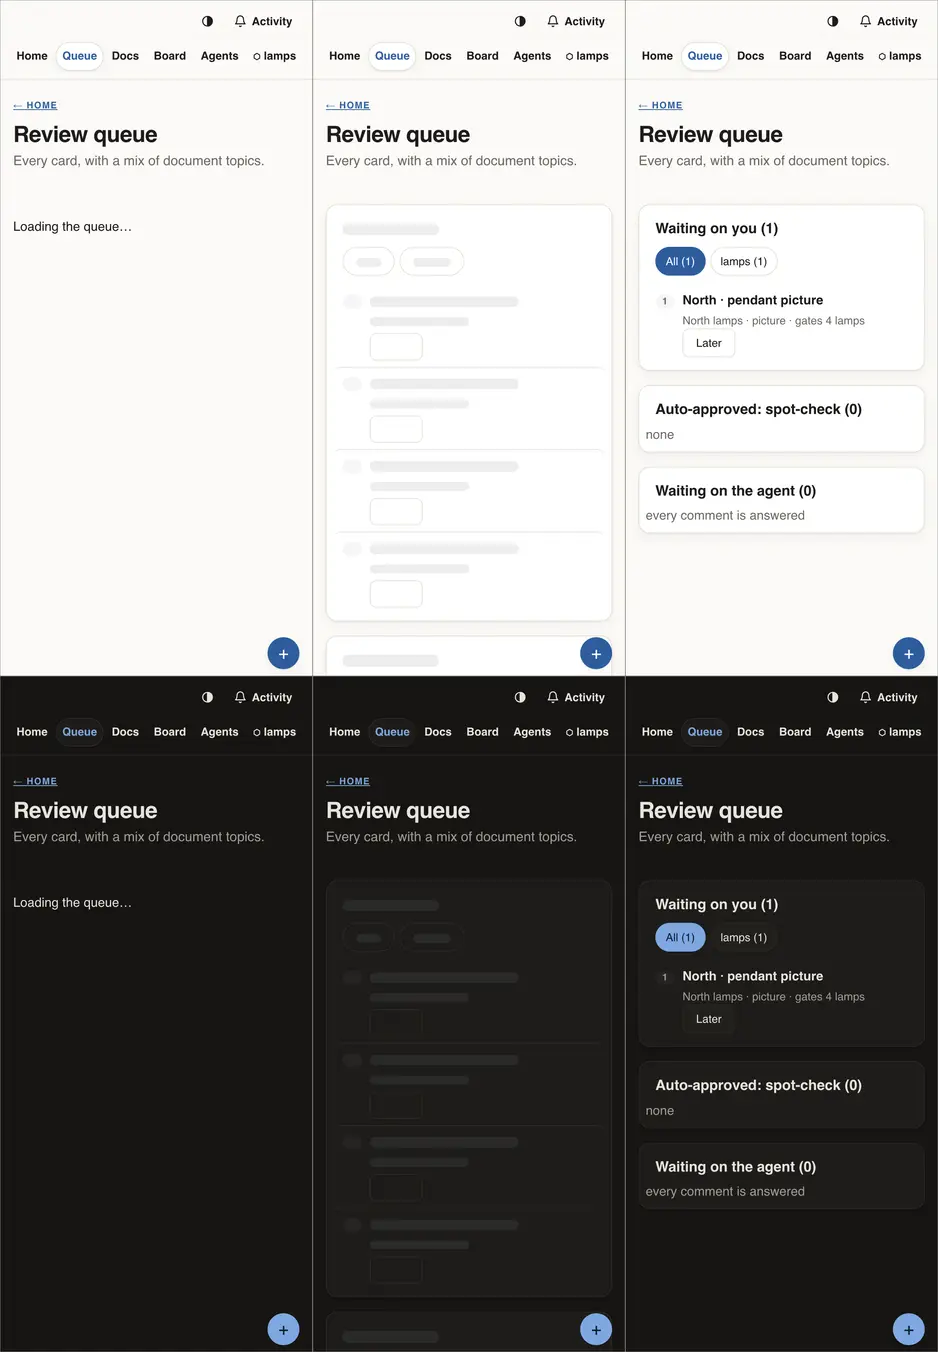 Activity
Home Queue Docs Board Agents lamps
← HOME
Review queue
Every card, with a mix of document topics.
Loading the queue…
+
Activity
Home Queue Docs Board Agents lamps
← HOME
Review queue
Every card, with a mix of document topics.
+
Activity
Home Queue Docs Board Agents lamps
← HOME
Review queue
Every card, with a mix of document topics.
Waiting on you (1)
All (1) lamps (1)
1 North · pendant picture
North lamps · picture · gates 4 lamps
Later
Auto-approved: spot-check (0)
none
Waiting on the agent (0)
every comment is answered
+
Activity
Home Queue Docs Board Agents lamps
← HOME
Review queue
Every card, with a mix of document topics.
Loading the queue…
+
Activity
Home Queue Docs Board Agents lamps
← HOME
Review queue
Every card, with a mix of document topics.
+
Activity
Home Queue Docs Board Agents lamps
← HOME
Review queue
Every card, with a mix of document topics.
Waiting on you (1)
All (1) lamps (1)
1 North · pendant picture
North lamps · picture · gates 4 lamps
Later
Auto-approved: spot-check (0)
none
Waiting on the agent (0)
every comment is answered
+